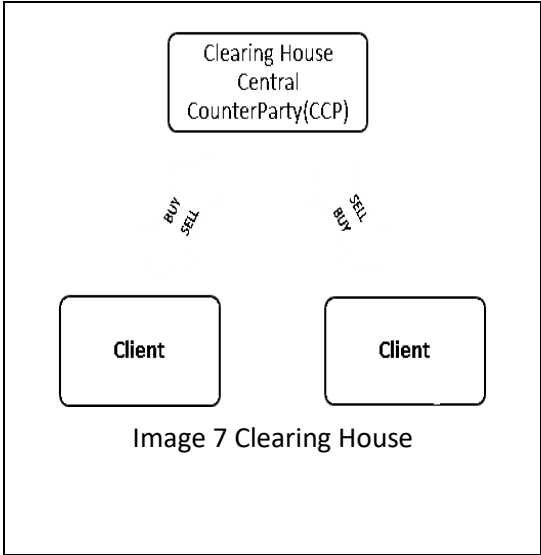 Clearing House
Central
CounterParty(CCP)
BUY
SELL
SELL
BUY
Client
Client
Image 7 Clearing House